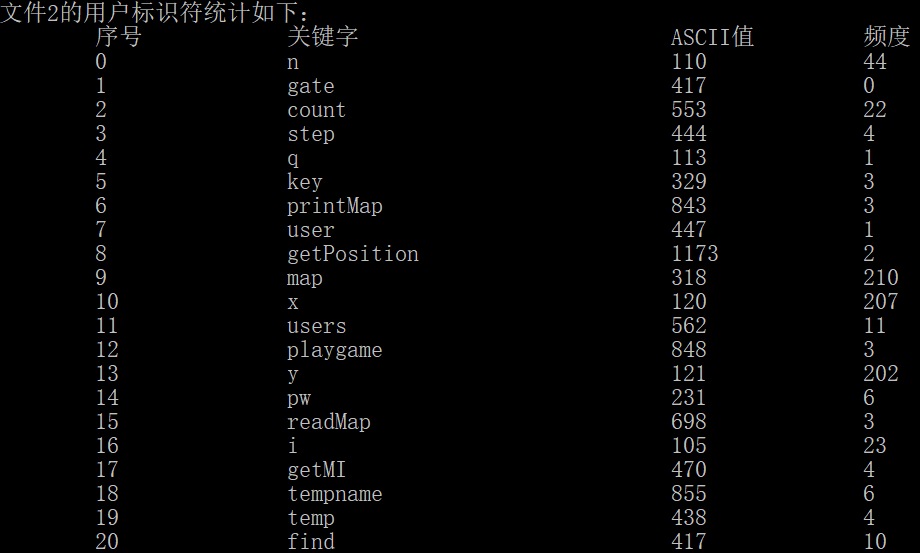 文件2的用户标识符统计如下：
序号 关键字 ASCII值 频度
0 n 110 44
1 gate 417 0
2 count 553 22
3 step 444 4
4 q 113 1
5 key 329 3
6 printMap 843 3
7 user 447 1
8 getPosition 1173 2
9 map 318 210
10 x 120 207
11 users 562 11
12 playgame 848 3
13 y 121 202
14 pw 231 6
15 readMap 698 3
16 i 105 23
17 getMI 470 4
18 tempname 855 6
19 temp 438 4
20 find 417 10